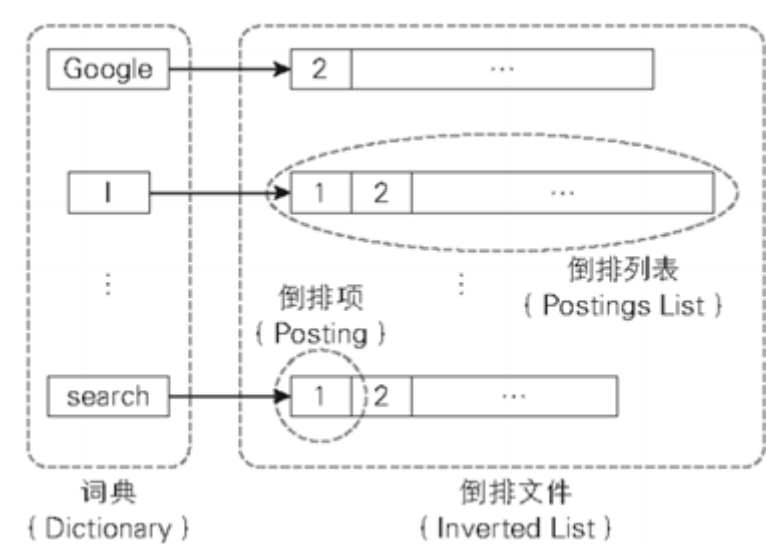 Google 2 ...
I 1 2 ...
倒排列表
{ Postings List }
倒排项
{ Posting }
search 1 2 ...
词典
{ Dictionary }
倒排文件
{ Inverted List }